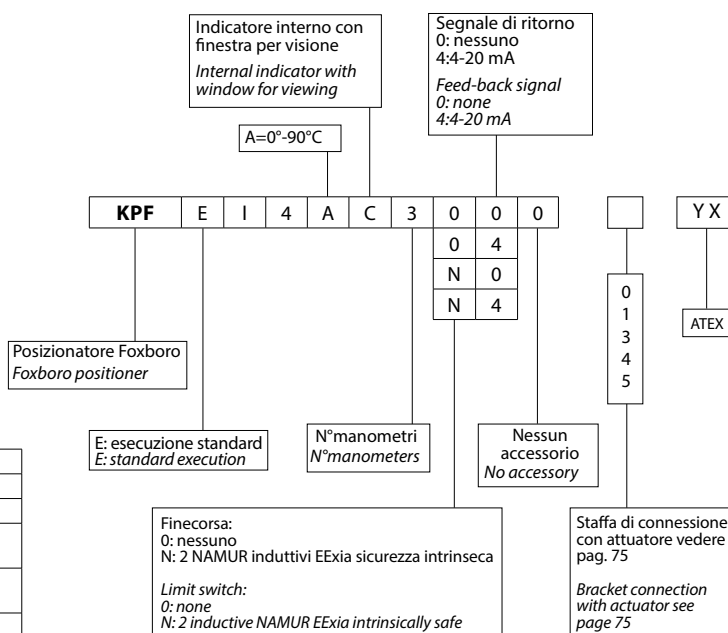 Indicatore interno con
finestra per visione
Internal indicator with
window for viewing
Segnale di ritorno
0: nessuno
4:4-20 mA
Feed-back signal
0: none
4:4-20 mA
A=0°-90°C
KPF E I 4 A C 3 0 0 0 Y X
0 4
N 0
N 4
0
1
3
4
5
ATEX
Posizionatore Foxboro
Foxboro positioner
E: esecuzione standard
E: standard execution
N°manometri
N°manometers
Nessun
accessorio
No accessory
Finecorsa:
0: nessuno
N: 2 NAMUR induttivi EExia sicurezza intrinseca
Limit switch:
0: none
N: 2 inductive NAMUR EExia intrinsically safe
Staffa di connessione
con attuatore vedere
pag. 75
Bracket connection
with actuator see
page 75